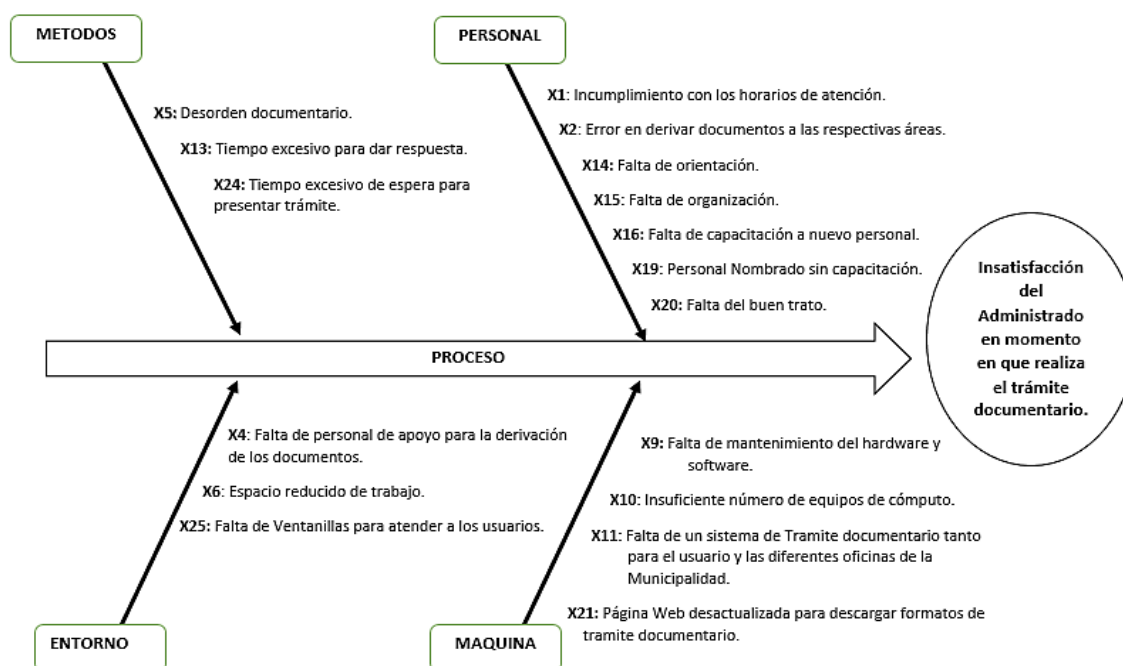 METODOS
X5: Desorden documentario.
X13: Tiempo excesivo para dar respuesta.
X24: Tiempo excesivo de espera para
presentar trámite.
PERSONAL
X1: Incumplimiento con los horarios de atención.
X2: Error en derivar documentos a las respectivas áreas.
X14: Falta de orientación.
X15: Falta de organización.
X16: Falta de capacitación a nuevo personal.
X19: Personal Nombrado sin capacitación.
X20: Falta del buen trato.
PROCESO
Insatisfacción
del
Administrado
en momento
en que realiza
el trámite
documentario.
X4: Falta de personal de apoyo para la derivación
de los documentos.
X6: Espacio reducido de trabajo.
X25: Falta de Ventanillas para atender a los usuarios.
ENTORNO
X9: Falta de mantenimiento del hardware y
software.
X10: Insuficiente número de equipos de cómputo.
X11: Falta de un sistema de Tramite documentario tanto
para el usuario y las diferentes oficinas de la
Municipalidad.
X21: Página Web desactualizada para descargar formatos de
tramite documentario.
MAQUINA